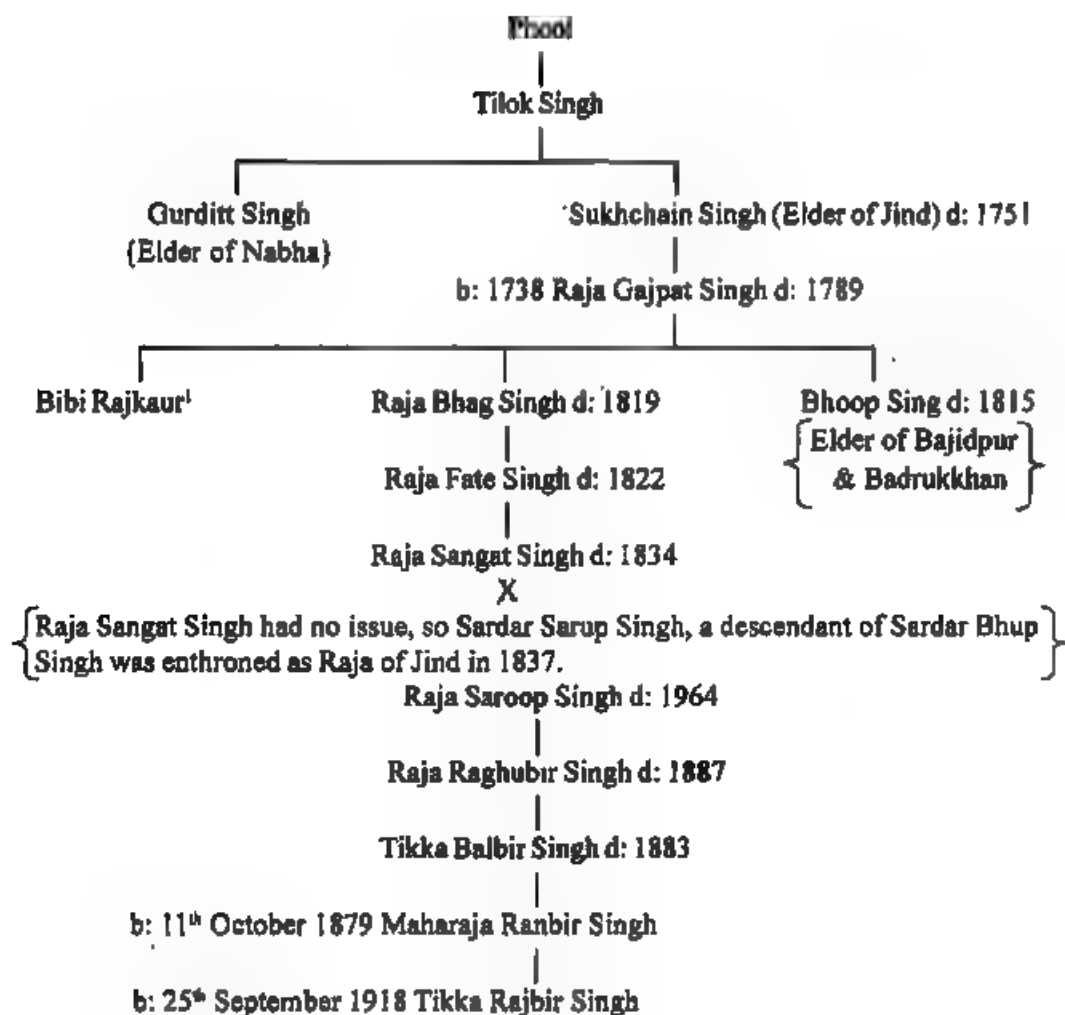 Phool
Tilok Singh
Gurditt Singh
(Elder of Nabha)
Sukhchain Singh (Elder of Jind) d: 1751
b: 1738 Raja Gajpat Singh d: 1789
Bibi Rajkaur¹
Raja Bhag Singh d: 1819
Bhoop Sing d: 1815
Elder of Bajidpur
& Badrukkhan
Raja Fate Singh d: 1822
Raja Sangat Singh d: 1834
X
Raja Sangat Singh had no issue, so Sardar Sarup Singh, a descendant of Sardar Bhup
Singh was enthroned as Raja of Jind in 1837.
Raja Saroop Singh d: 1964
Raja Raghubir Singh d: 1887
Tikka Balbir Singh d: 1883
b: 11th October 1879 Maharaja Ranbir Singh
b: 25th September 1918 Tikka Rajbir Singh